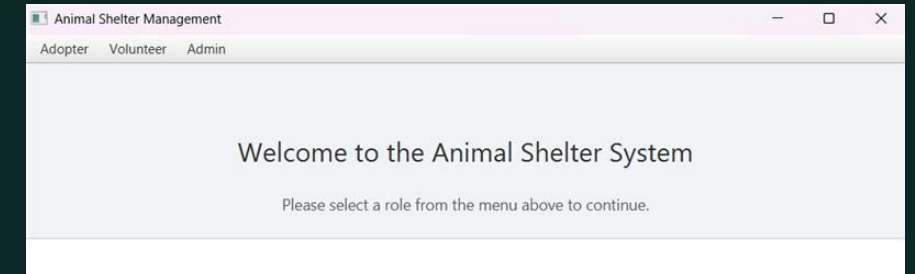 Animal Shelter Management
Adopter Volunteer Admin
Welcome to the Animal Shelter System
Please select a role from the menu above to continue.